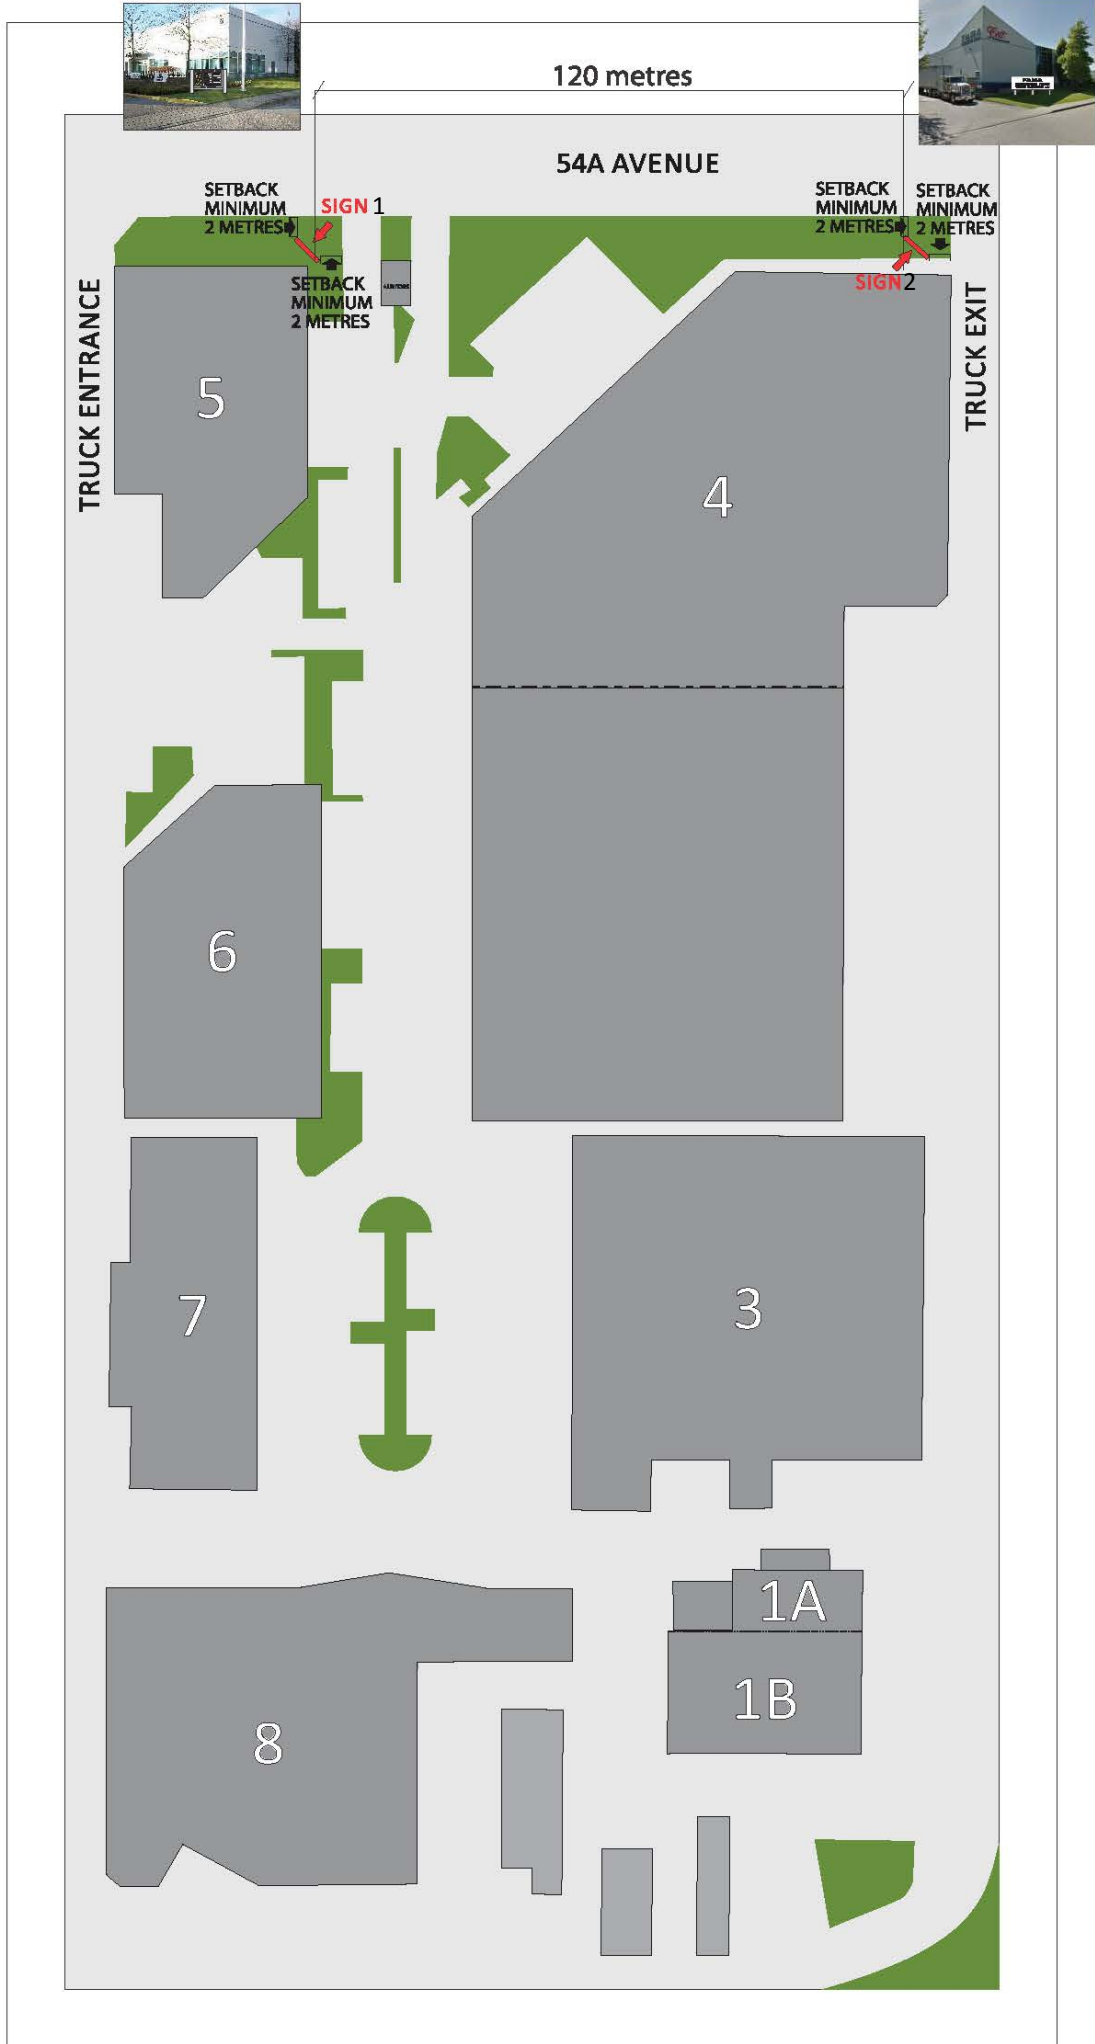 120 metres
54A AVENUE
SETBACK
MINIMUM
2 METRES
SIGN 1
SETBACK
MINIMUM
2 METRES
SETBACK
MINIMUM
2 METRES
SETBACK
MINIMUM
2 METRES
SIGN 2
TRUCK ENTRANCE
TRUCK EXIT
5
4
6
7
3
1A
1B
8